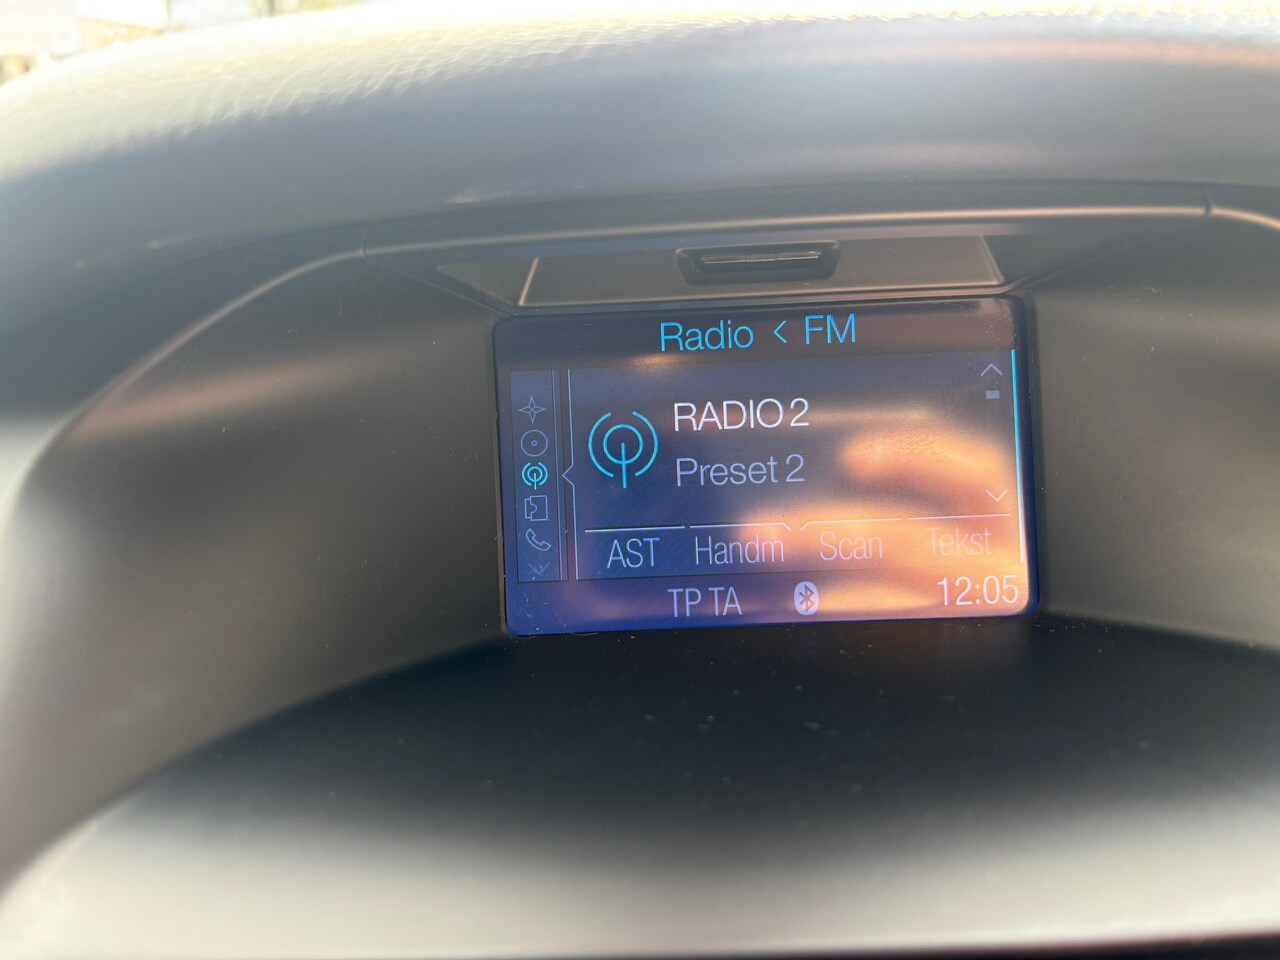 Radio < FM
RADIO 2
Preset 2
AST Handm Scan Tekst
TP TA 12:05